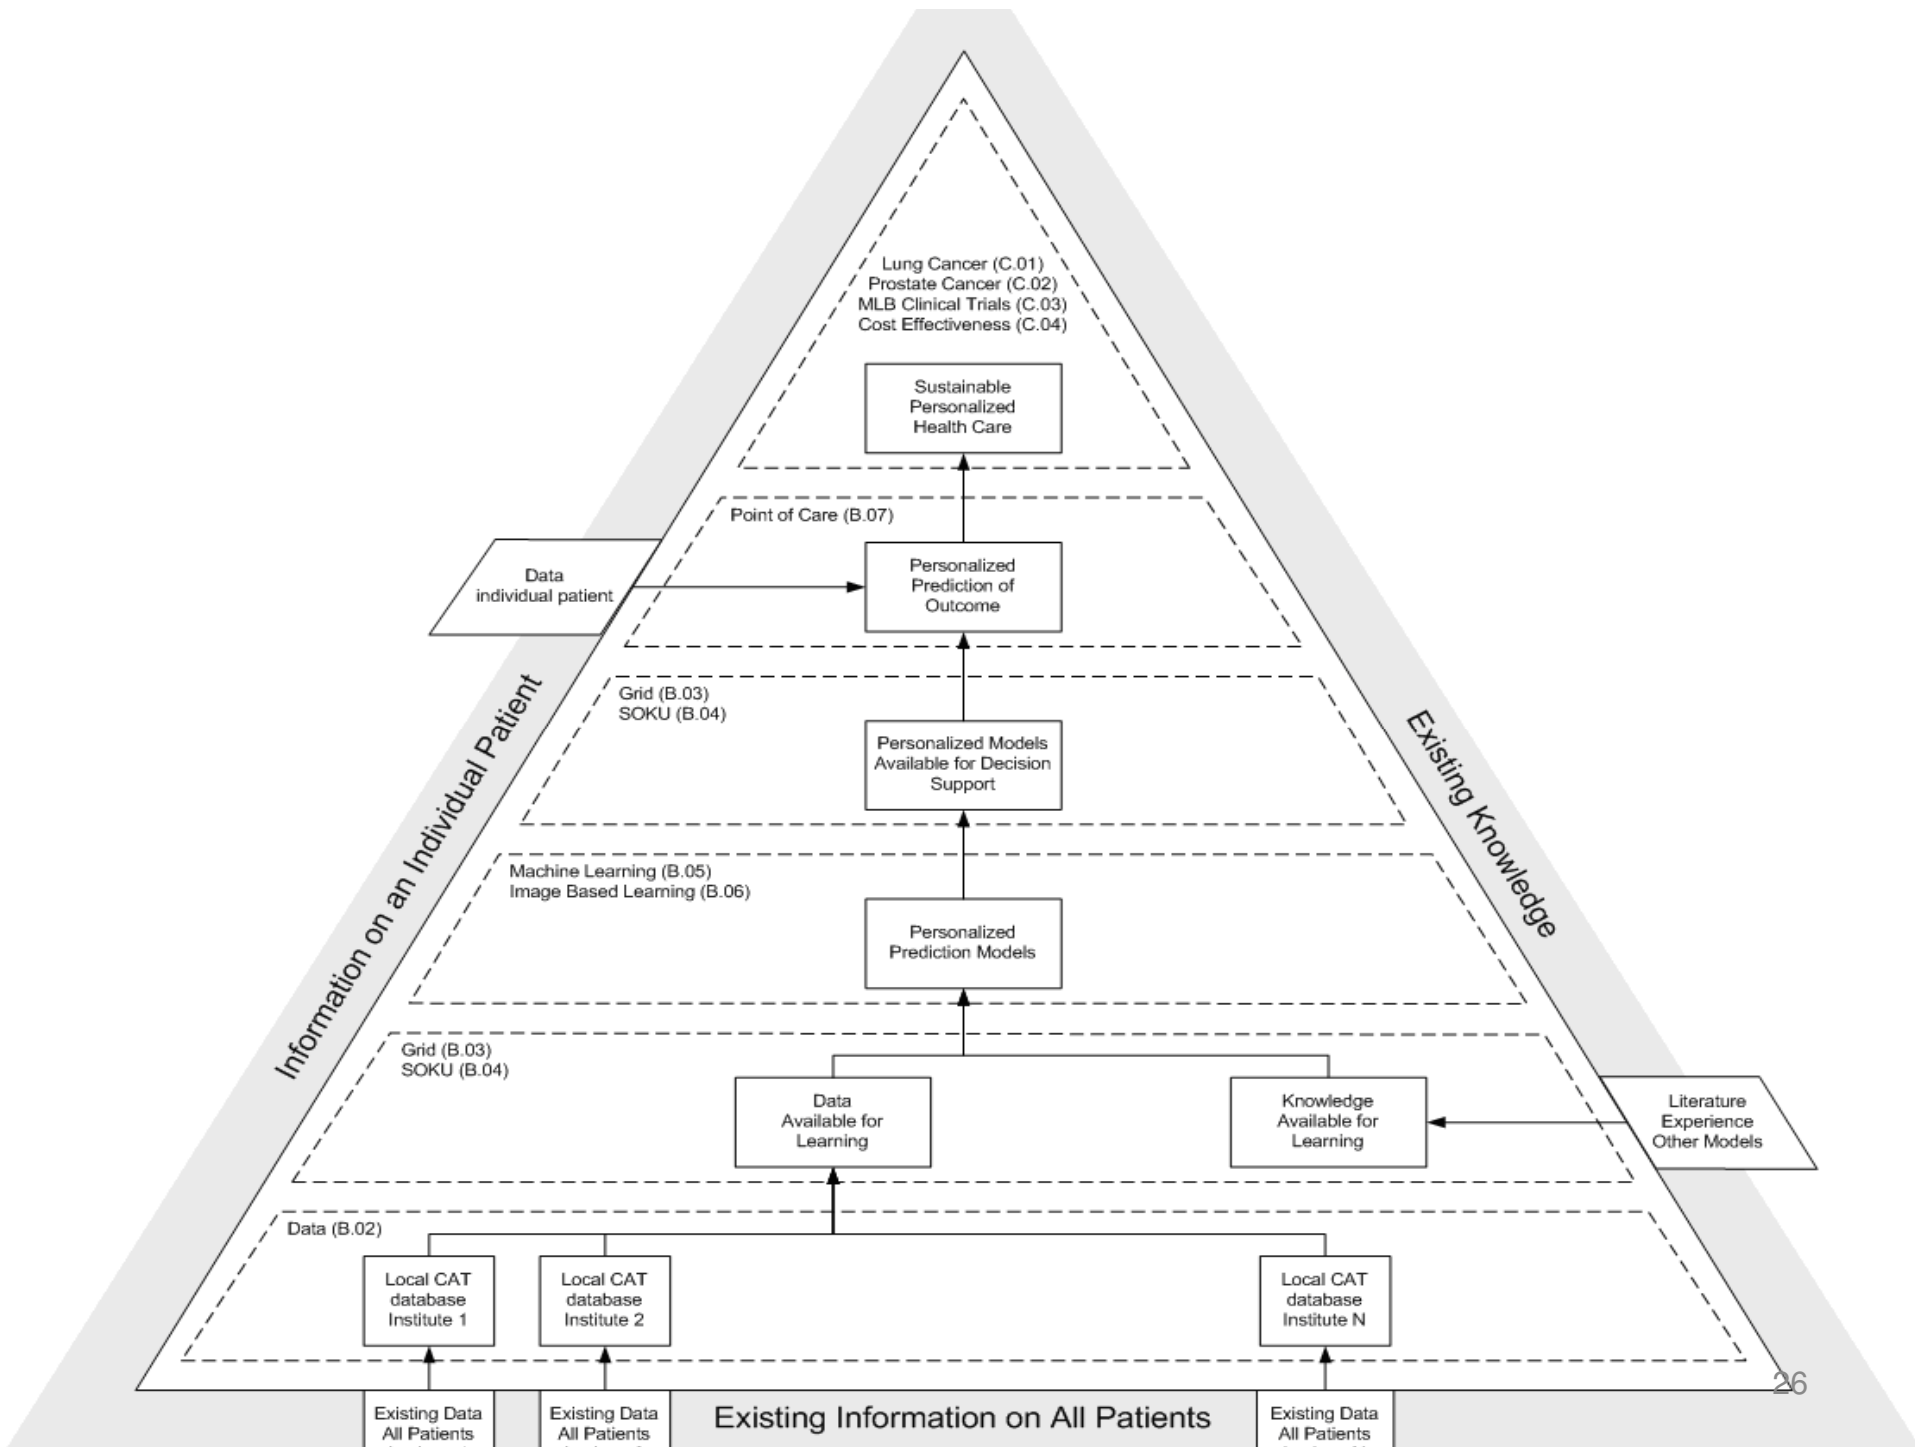 Lung Cancer (C.01)
Prostate Cancer (C.02)
MLB Clinical Trials (C.03)
Cost Effectiveness (C.04)
Sustainable
Personalized
Health Care
Point of Care (B.07)
Data
individual patient
Personalized
Prediction of
Outcome
Information on an Individual Patient
Existing Knowledge
Grid (B.03)
SOKU (B.04)
Personalized Models
Available for Decision
Support
Machine Learning (B.05)
Image Based Learning (B.06)
Personalized
Prediction Models
Grid (B.03)
SOKU (B.04)
Data
Available for
Learning
Knowledge
Available for
Learning
Literature
Experience
Other Models
Data (B.02)
Local CAT
database
Institute 1
Local CAT
database
Institute 2
Local CAT
database
Institute N
26
Existing Data
All Patients
Existing Data
All Patients
Existing Information on All Patients
Existing Data
All Patients